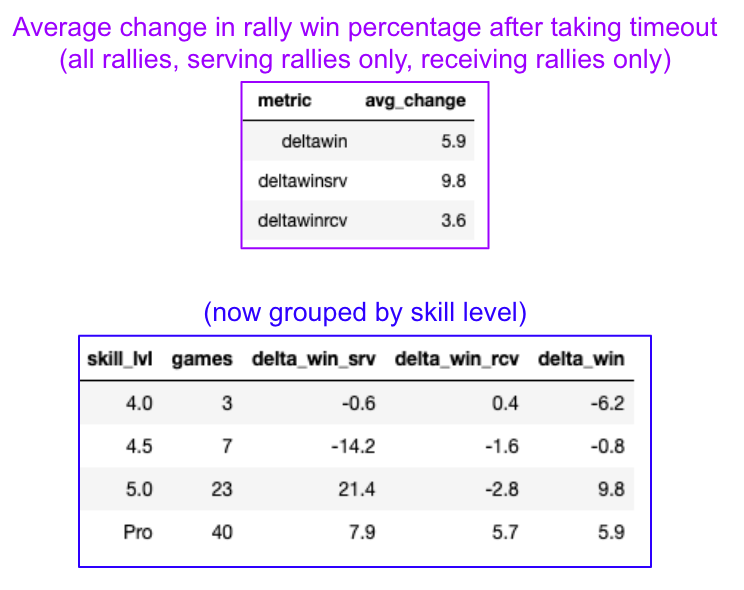 Average change in rally win percentage after taking timeout
(all rallies, serving rallies only, receiving rallies only)
metric avg_change
deltawin 5.9
deltawinsrv 9.8
deltawinrcv 3.6
(now grouped by skill level)
skill_lvl games delta_win_srv delta_win_rcv delta_win
4.0 3 -0.6 0.4 -6.2
4.5 7 -14.2 -1.6 -0.8
5.0 23 21.4 -2.8 9.8
Pro 40 7.9 5.7 5.9